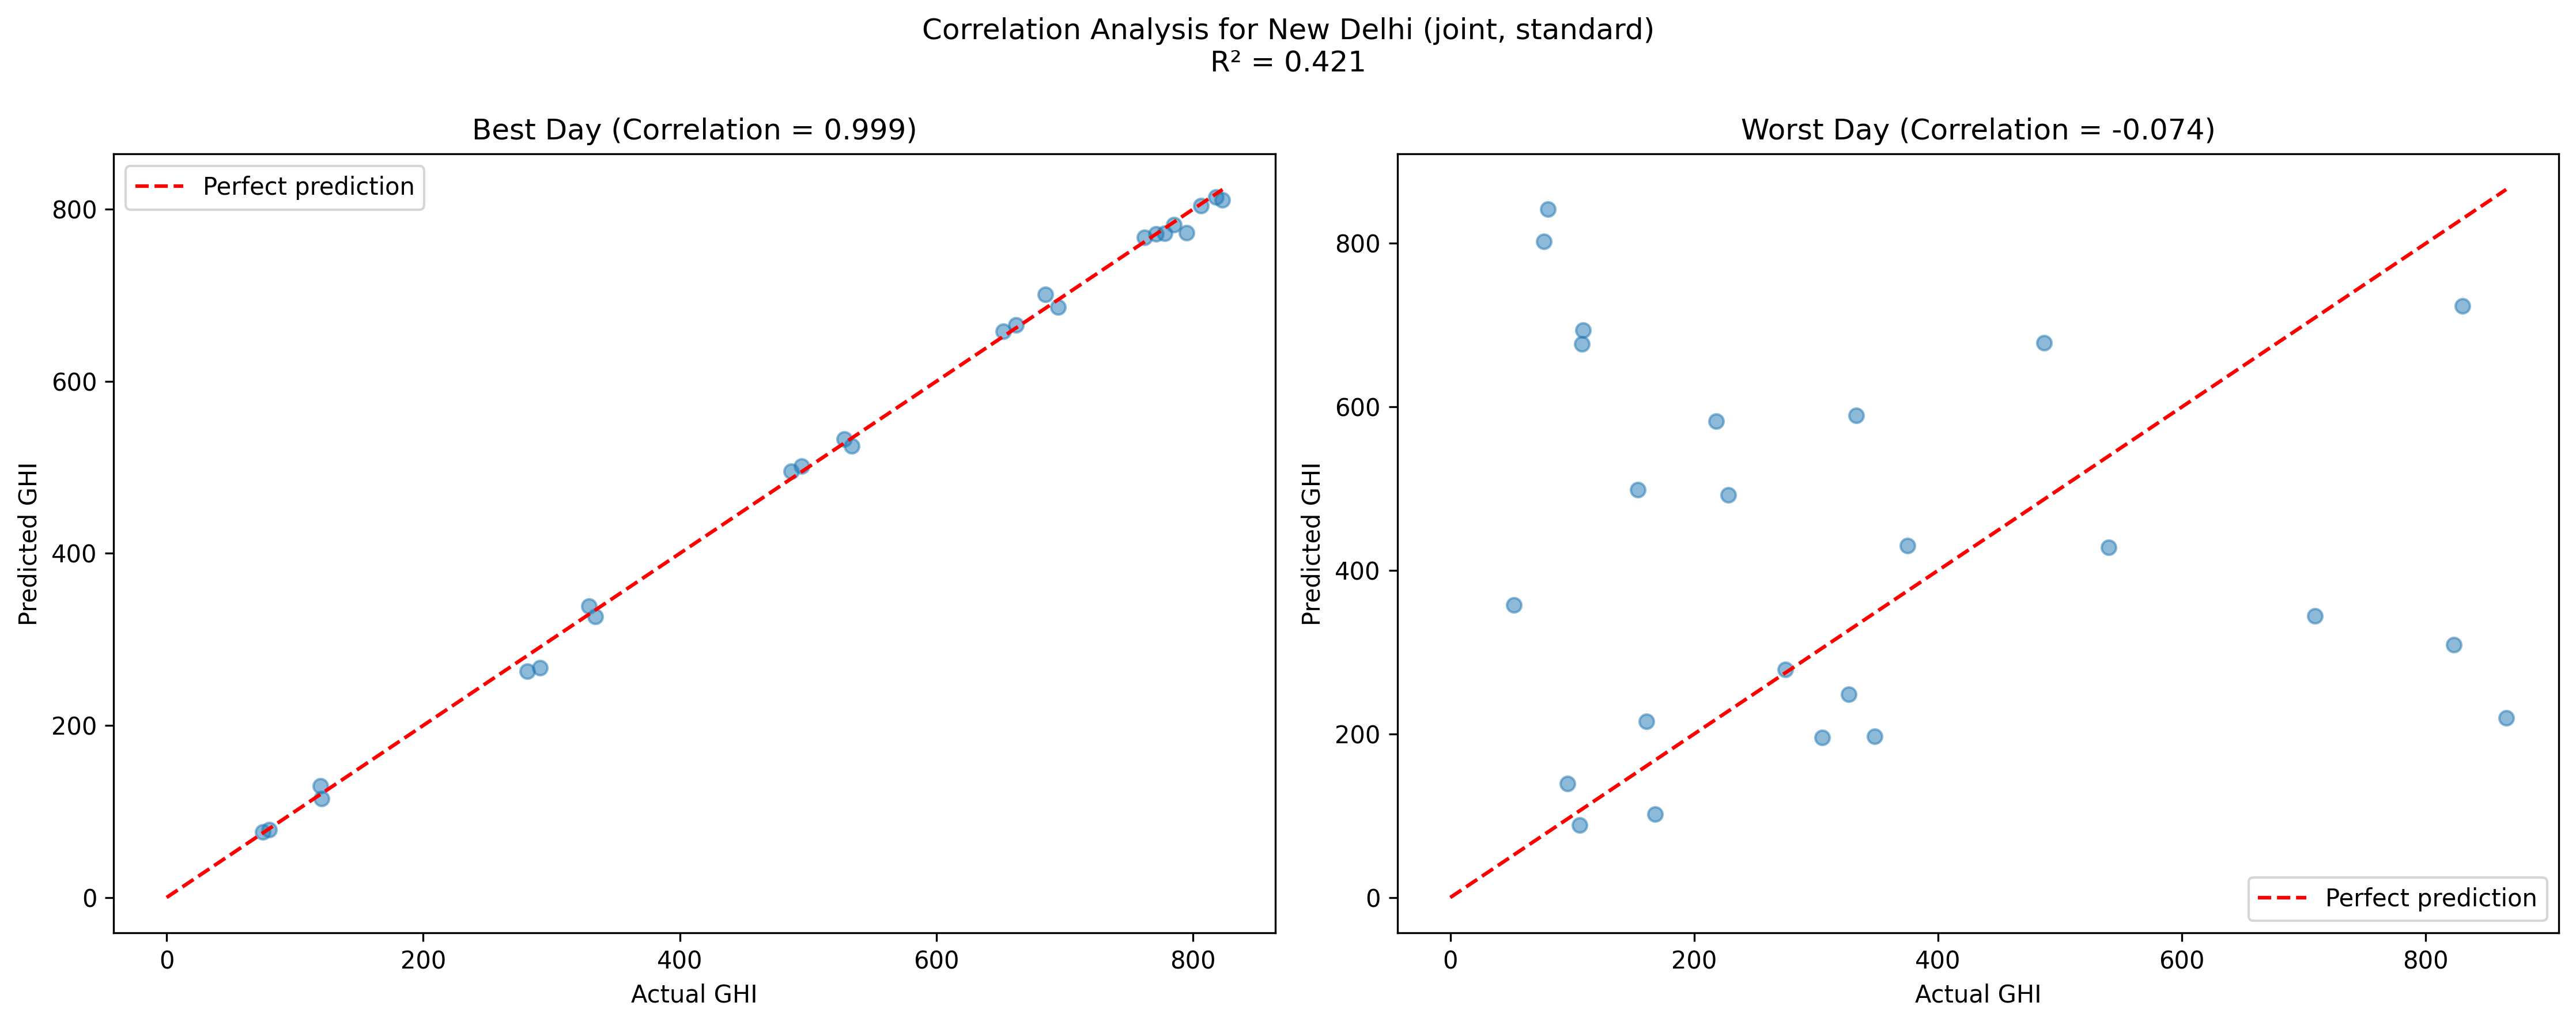 Correlation Analysis for New Delhi (joint, standard)
R² = 0.421
Best Day (Correlation = 0.999)
Perfect prediction
Predicted GHI
800
600
400
200
0
0 200 400 600 800
Actual GHI
Worst Day (Correlation = -0.074)
Predicted GHI
800
600
400
200
0
Perfect prediction
0 200 400 600 800
Actual GHI